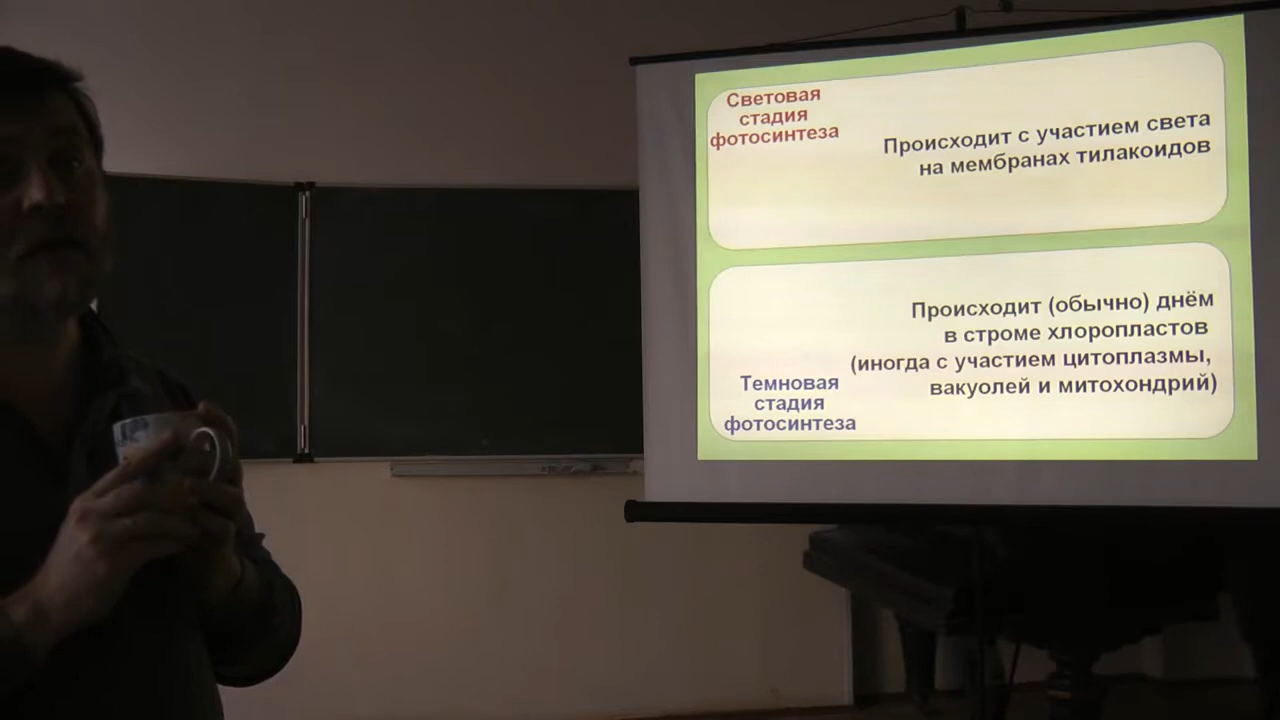 Световая
стадия
фотосинтеза
Происходит с участием света
на мембранах тилакоидов
Происходит (обычно) днём
в строме хлоропластов
(иногда с участием цитоплазмы,
вакуолей и митохондрий)
Темновая
стадия
фотосинтеза